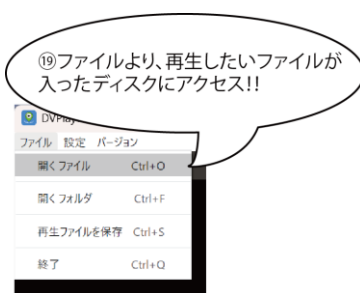 ⑲ファイルより、再生したいファイルが
入ったディスクにアクセス!!
DVPlay
ファイル 設定 バージョン
開くファイル Ctrl+O
開くフォルダ Ctrl+F
再生ファイルを保存 Ctrl+S
終了 Ctrl+Q